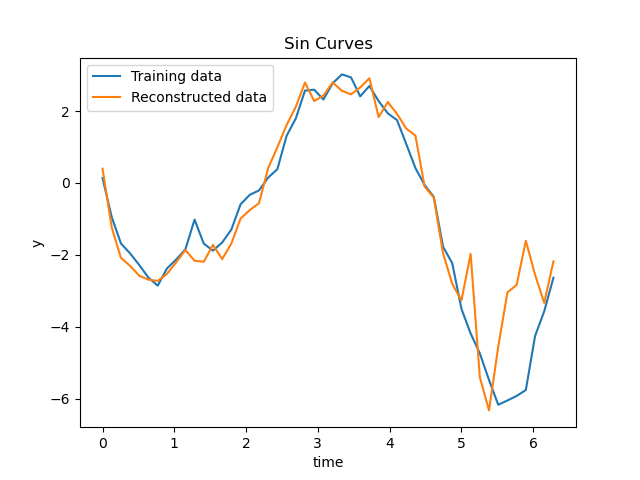 Sin Curves
Training data
Reconstructed data
y
2
0
−2
−4
−6
0 1 2 3 4 5 6
time